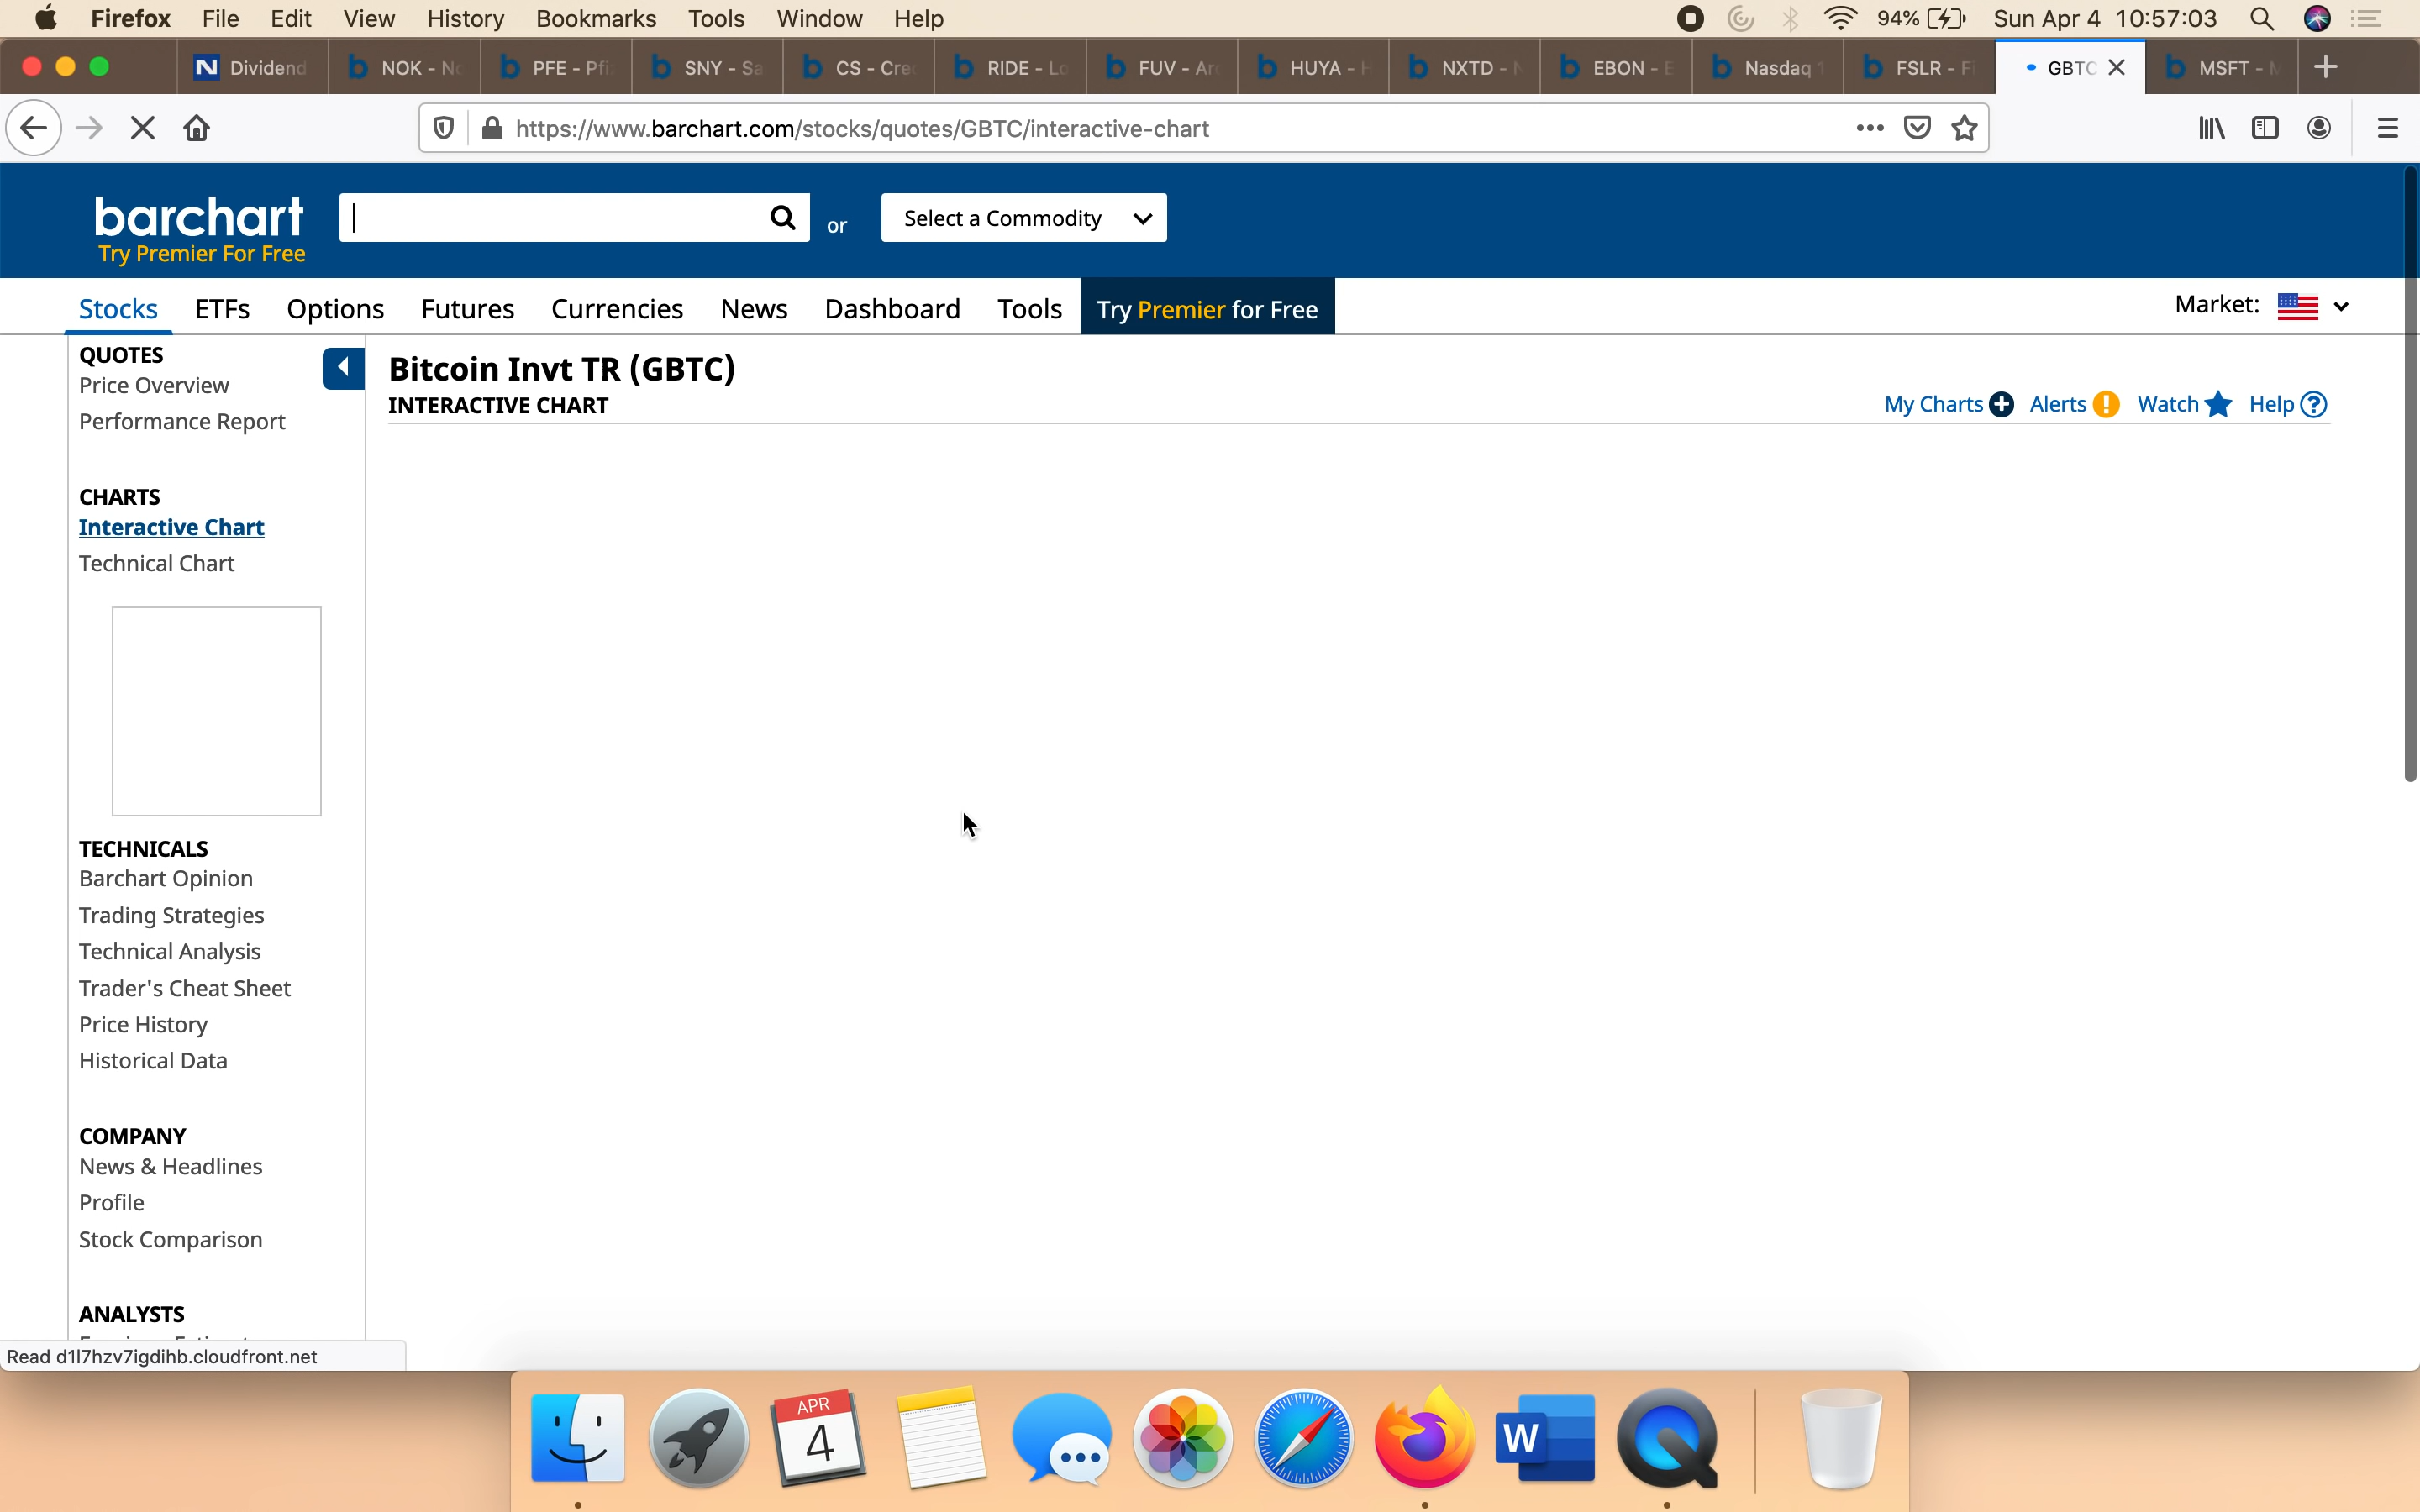 Firefox File Edit View History Bookmarks Tools Window Help 94% Sun Apr 4 10:57:03
Dividend NOK - PFE - SNY - CS - RIDE - FUV - HUYA - NXTD - EBON - Nasdaq FSLR - GBTC MSFT -
https://www.barchart.com/stocks/quotes/GBTC/interactive-chart
barchart
Try Premier For Free
or
Select a Commodity
Stocks ETFs Options Futures Currencies News Dashboard Tools Try Premier for Free Market:
QUOTES
Price Overview
Performance Report
CHARTS
Interactive Chart
Technical Chart
TECHNICALS
Barchart Opinion
Trading Strategies
Technical Analysis
Trader's Cheat Sheet
Price History
Historical Data
COMPANY
News & Headlines
Profile
Stock Comparison
ANALYSTS
Bitcoin Invt TR (GBTC)
INTERACTIVE CHART
My Charts Alerts Watch Help
Read d1l7hzv7igdihb.cloudfront.net
APR
4
W